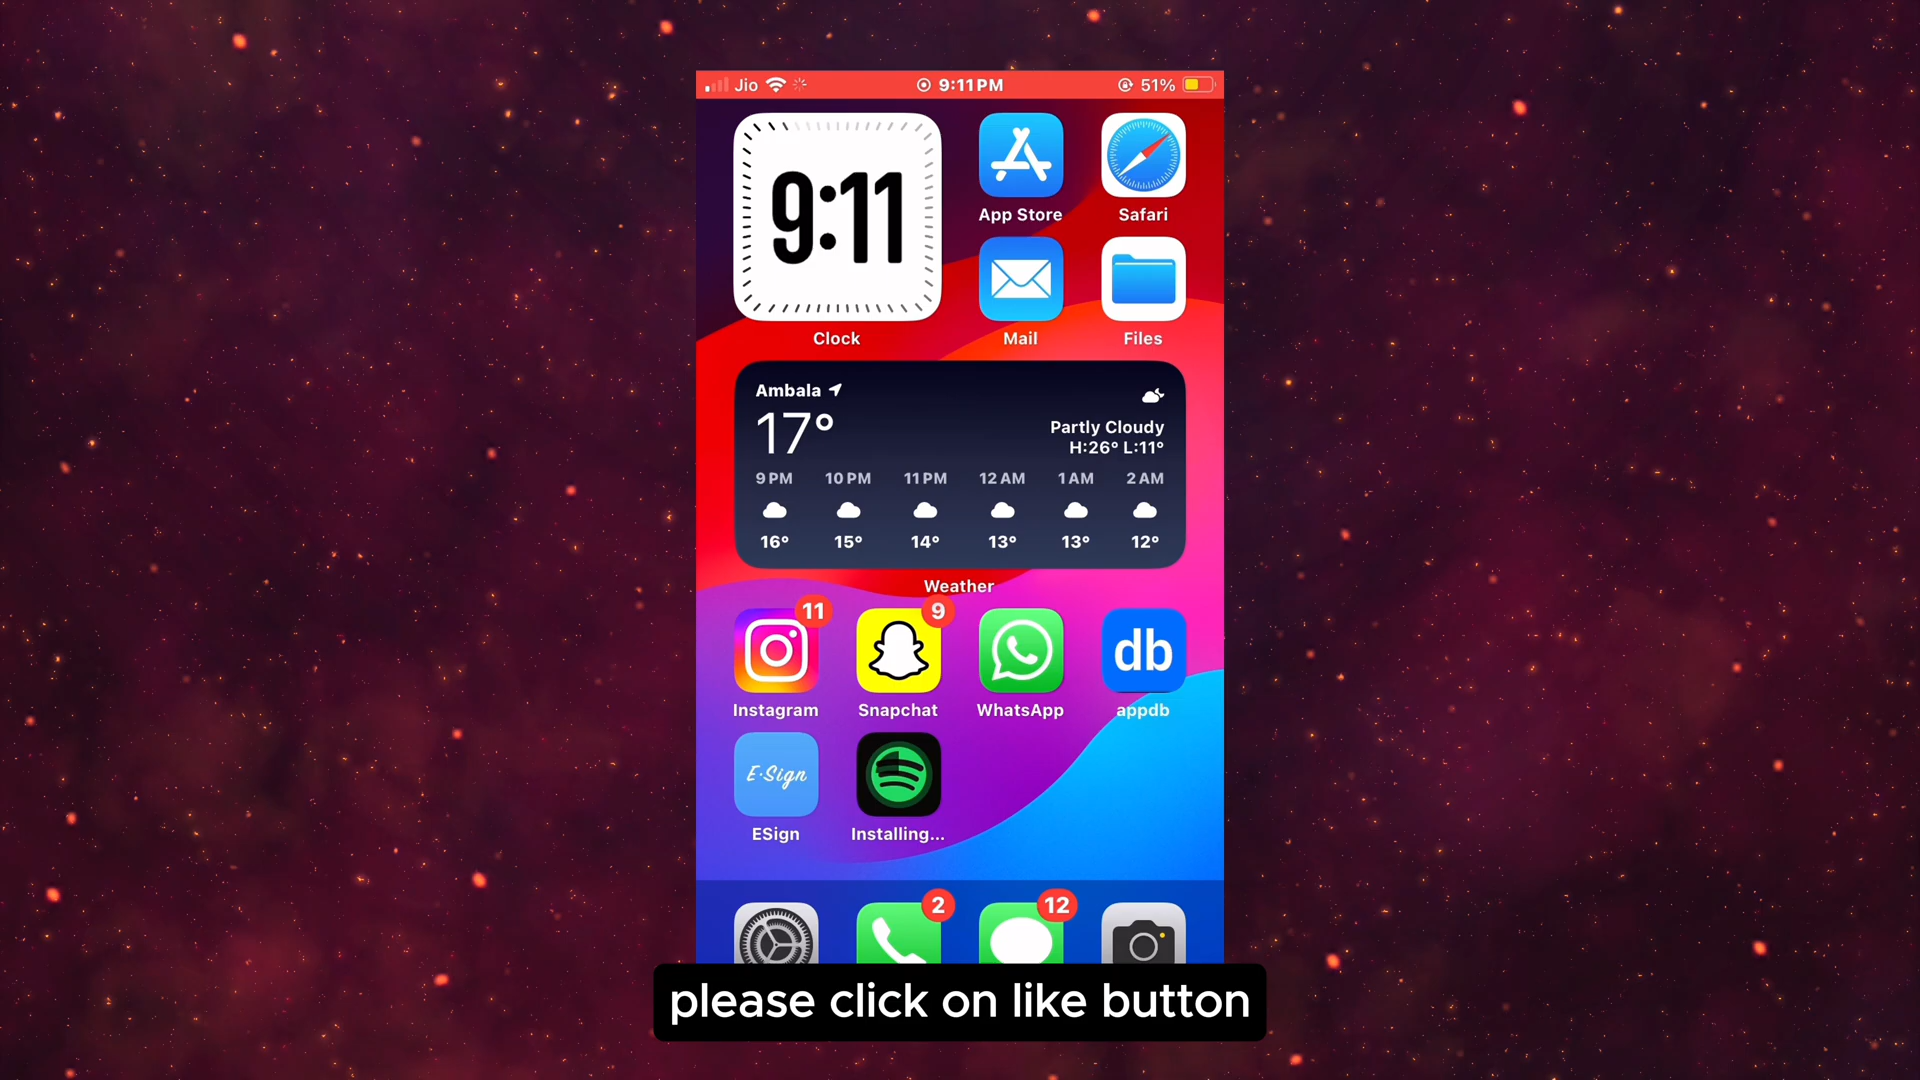 Jio 9:11 PM 51%
9:11
Clock
App Store
Safari
Mail
Files
Ambala
17°
Partly Cloudy
H:26° L:11°
9 PM 10 PM 11 PM 12 AM 1 AM 2 AM
16° 15° 14° 13° 13° 12°
Weather
11 9
db
Instagram Snapchat WhatsApp appdb
E·Sign
ESign Installing...
2 12
please click on like button